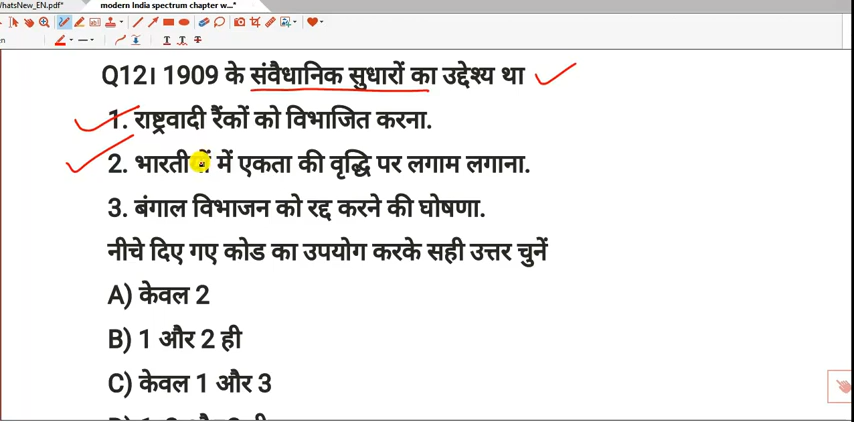 hatsNew_EN.pdf*
modern India spectrum chapter w...*
Q12। 1909 के संवैधानिक सुधारों का उद्देश्य था
1. राष्ट्रवादी रैंकों को विभाजित करना.
2. में एकता की वृद्धि पर लगाम लगाना.
3. बंगाल विभाजन को रद्द करने की घोषणा.
नीचे दिए गए कोड का उपयोग करके सही उत्तर चुनें
A) केवल 2
B) 1 और 2 ही
C) केवल 1 और 3